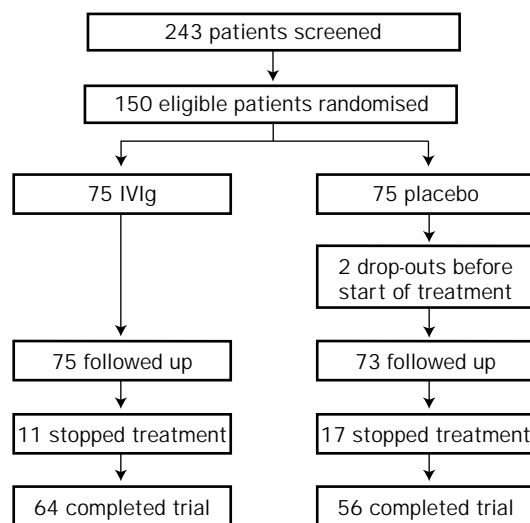 243 patients screened
150 eligible patients randomised
75 IVIg
75 placebo
2 drop-outs before
start of treatment
75 followed up
73 followed up
11 stopped treatment
17 stopped treatment
64 completed trial
56 completed trial